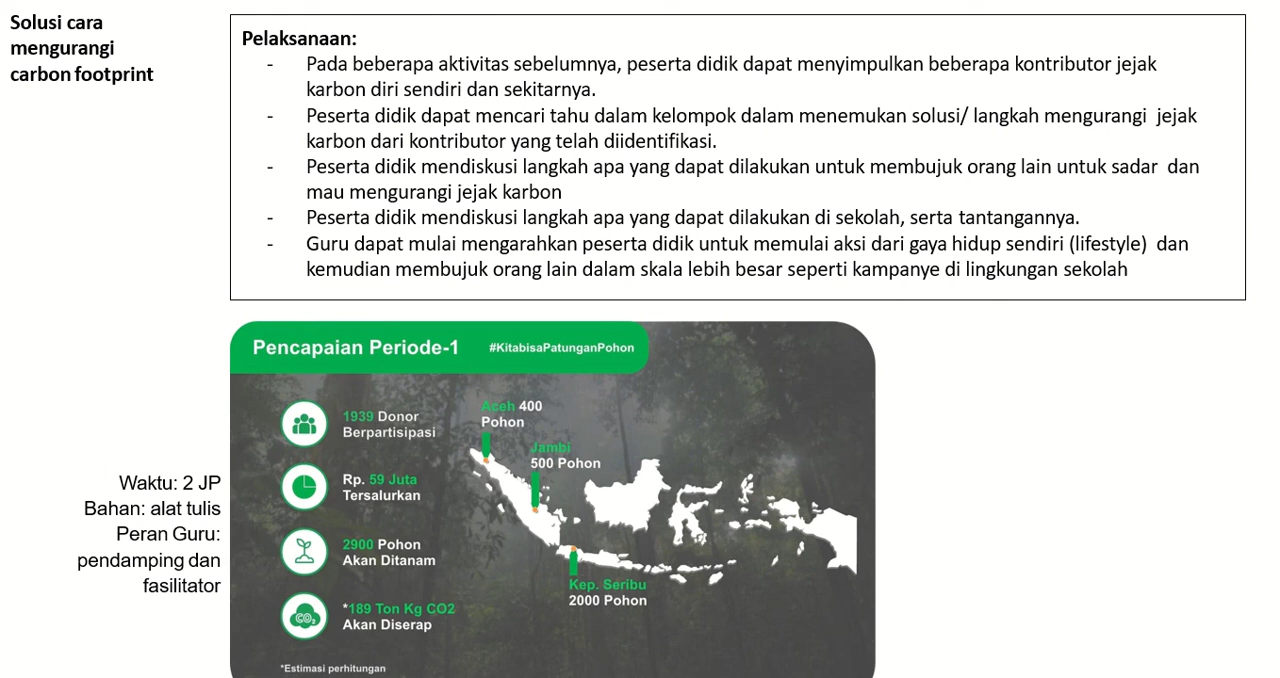 Solusi cara
mengurangi
carbon footprint
Pelaksanaan:
- Pada beberapa aktivitas sebelumnya, peserta didik dapat menyimpulkan beberapa kontributor jejak
karbon diri sendiri dan sekitarnya.
- Peserta didik dapat mencari tahu dalam kelompok dalam menemukan solusi/ langkah mengurangi jejak
karbon dari kontributor yang telah diidentifikasi.
- Peserta didik mendiskusi langkah apa yang dapat dilakukan untuk membujuk orang lain untuk sadar dan
mau mengurangi jejak karbon
- Peserta didik mendiskusi langkah apa yang dapat dilakukan di sekolah, serta tantangannya.
- Guru dapat mulai mengarahkan peserta didik untuk memulai aksi dari gaya hidup sendiri (lifestyle) dan
kemudian membujuk orang lain dalam skala lebih besar seperti kampanye di lingkungan sekolah
Waktu: 2 JP
Bahan: alat tulis
Peran Guru:
pendamping dan
fasilitator
Pencapaian Periode-1
#KitabisaPatunganPohon
1939 Donor
Berpartisipasi
Rp. 59 Juta
Tersalurkan
2900 Pohon
Akan Ditanam
CO2
*189 Ton Kg CO2
Akan Diserap
*Estimasi perhitungan
Aceh 400
Pohon
Jambi
500 Pohon
Kep. Seribu
2000 Pohon